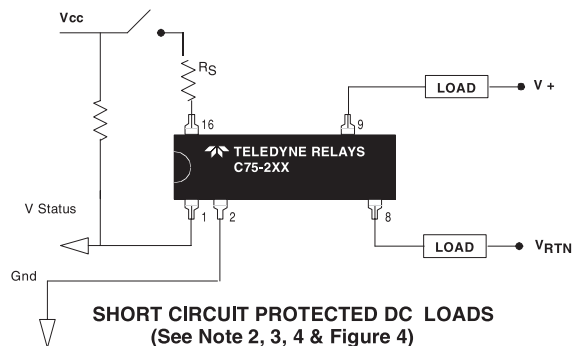 Vcc
RS
LOAD
V +
16
9
TELEDYNE RELAYS
C75-2XX
V Status
1
2
8
LOAD
VRTN
Gnd
SHORT CIRCUIT PROTECTED DC LOADS
(See Note 2, 3, 4 & Figure 4)